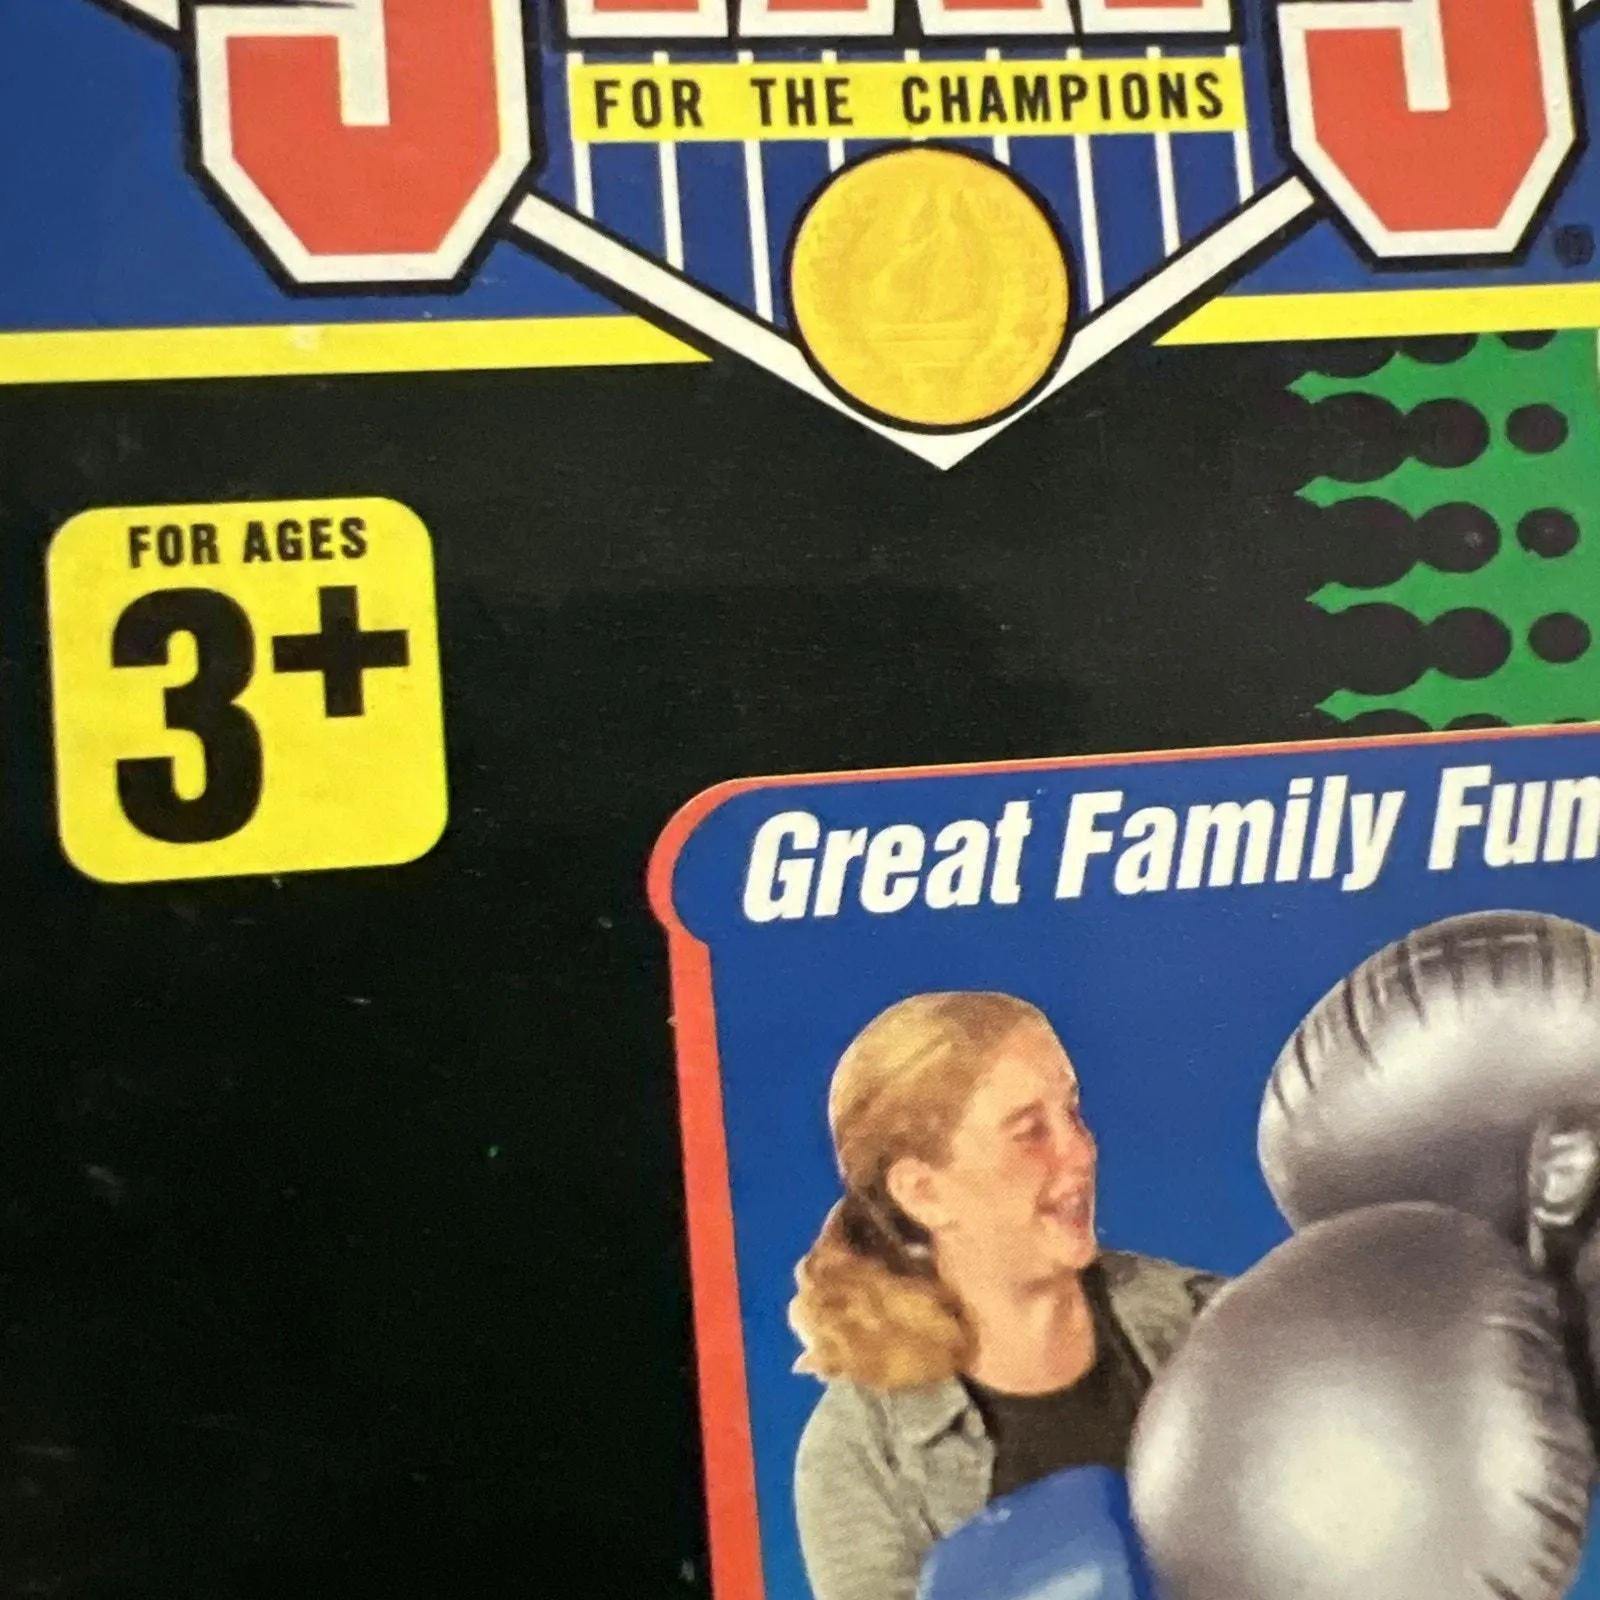 FOR THE CHAMPIONS
FOR AGES
3+
Great Family Fun